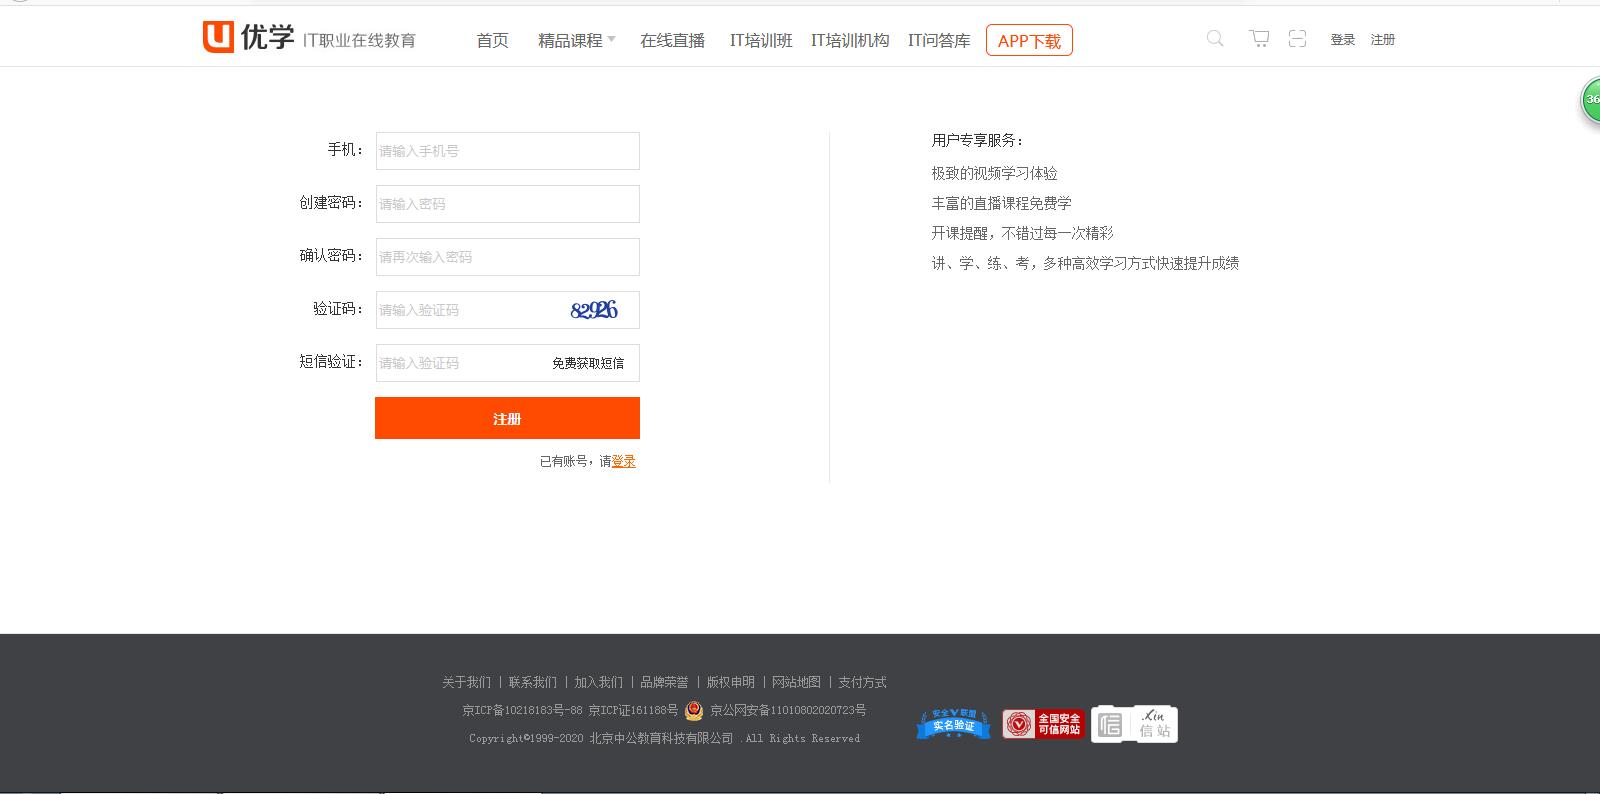 优学 IT职业在线教育 首页 精品课程 在线直播 IT培训班 IT培训机构 IT问答库 APP下载 登录 注册
36
手机： 请输入手机号
创建密码： 请输入密码
确认密码： 请再次输入密码
验证码： 请输入验证码 82926
短信验证： 请输入验证码 免费获取短信
注册
已有账号，请登录
用户专享服务：
极致的视频学习体验
丰富的直播课程免费学
开课提醒，不错过每一次精彩
讲、学、练、考，多种高效学习方式快速提升成绩
关于我们 | 联系我们 | 加入我们 | 品牌荣誉 | 版权申明 | 网站地图 | 支付方式
京ICP备10218183号-88 京ICP证161188号 京公网安备11010802020723号
Copyright©1999-2020 北京中公教育科技有限公司 .All Rights Reserved
安全V联盟
实名验证
全国安全
可信网站
信 Xin
信站